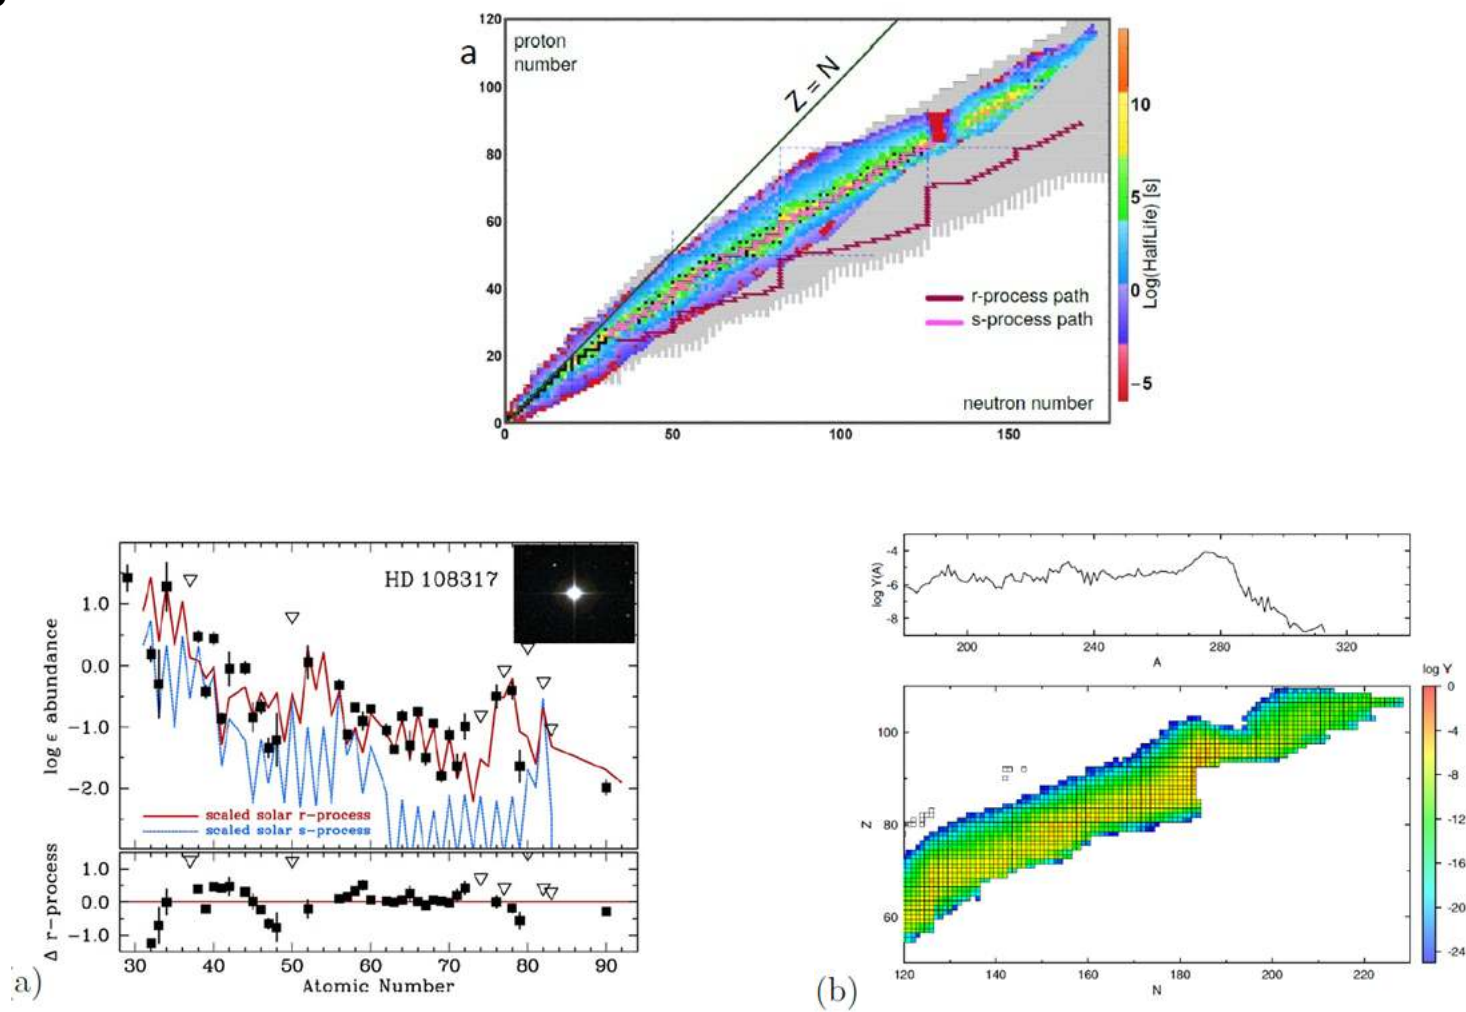 a
proton
number
Z = N
r-process path
s-process path
neutron number
120
100
80
60
40
20
0
0
50
100
150
10
5
0
−5
Log(HalfLife) [s]
HD 108317
1.0
0.0
−1.0
−2.0
log ε abundance
scaled solar r−process
scaled solar s−process
1.0
0.0
−1.0
Δ r−process
30
40
50
60
70
80
90
Atomic Number
a)
-4
-6
-8
log Y(A)
200
240
280
320
A
log Y
0
-4
-8
-12
-16
-20
-24
100
80
60
Z
120
140
160
180
200
220
N
(b)